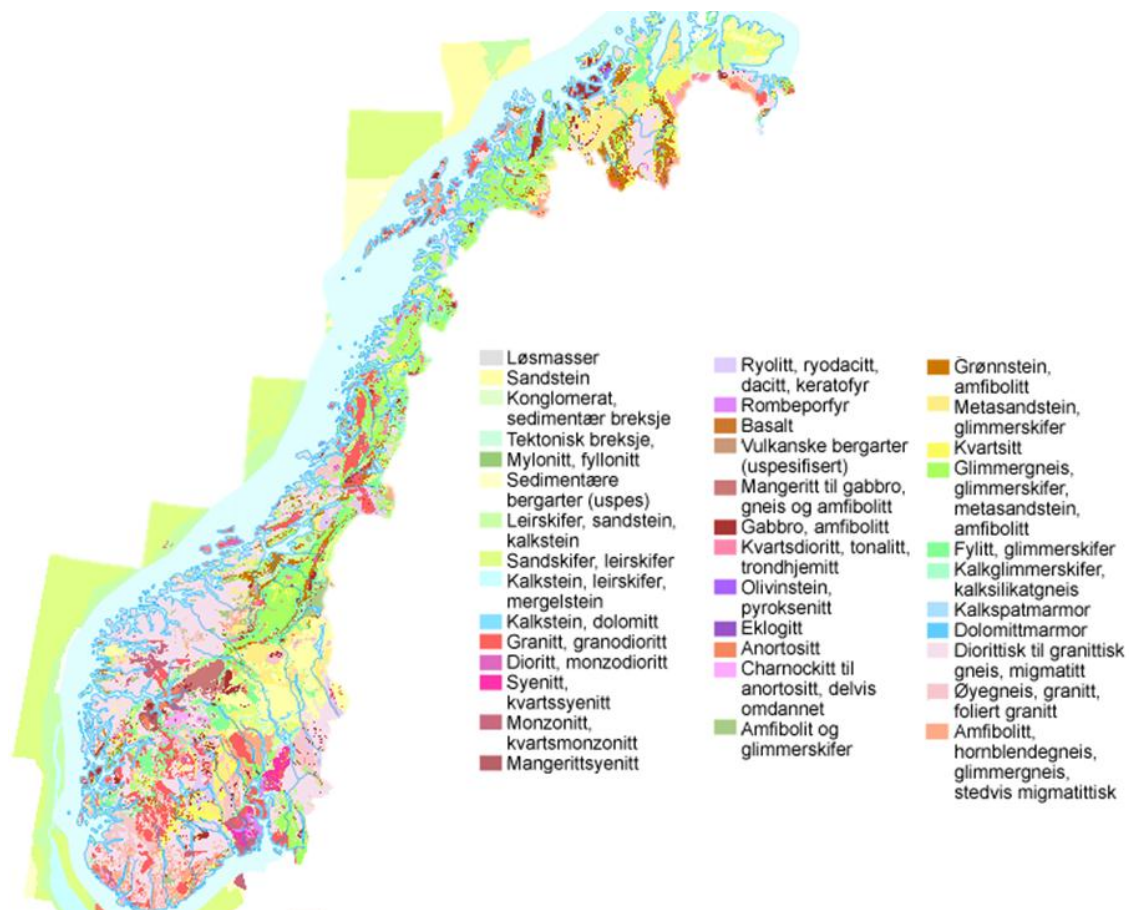 Løsmasser
Sandstein
Konglomerat,
sedimentær breksje
Tektonisk breksje,
Mylonitt, fyllonitt
Sedimentære
bergarter (uspes)
Leirskifer, sandstein,
kalkstein
Sandskifer, leirskifer
Kalkstein, leirskifer,
mergelstein
Kalkstein, dolomitt
Granitt, granodioritt
Dioritt, monzodioritt
Syenitt,
kvartssyenitt
Monzonitt,
kvartsmonzonitt
Mangerittsyenitt
Ryolitt, ryodacitt,
dacitt, keratofyr
Rombeporfyr
Basalt
Vulkanske bergarter
(uspesifisert)
Mangeritt til gabbro,
gneis og amfibolitt
Gabbro, amfibolitt
Kvartsdioritt, tonalitt,
trondhjemitt
Olivinstein,
pyroksenitt
Eklogitt
Anortositt
Charnockitt til
anortositt, delvis
omdannet
Amfibolit og
glimmerskifer
Grønnstein,
amfibolitt
Metasandstein,
glimmerskifer
Kvartsitt
Glimmergneis,
glimmerskifer,
metasandstein,
amfibolitt
Fylitt, glimmerskifer
Kalkglimmerskifer,
kalksilikatgneis
Kalkspatmarmor
Dolomittmarmor
Diorittisk til granittisk
gneis, migmatitt
Øyegneis, granitt,
foliert granitt
Amfibolitt,
hornblendegneis,
glimmergneis,
stedvis migmatittisk